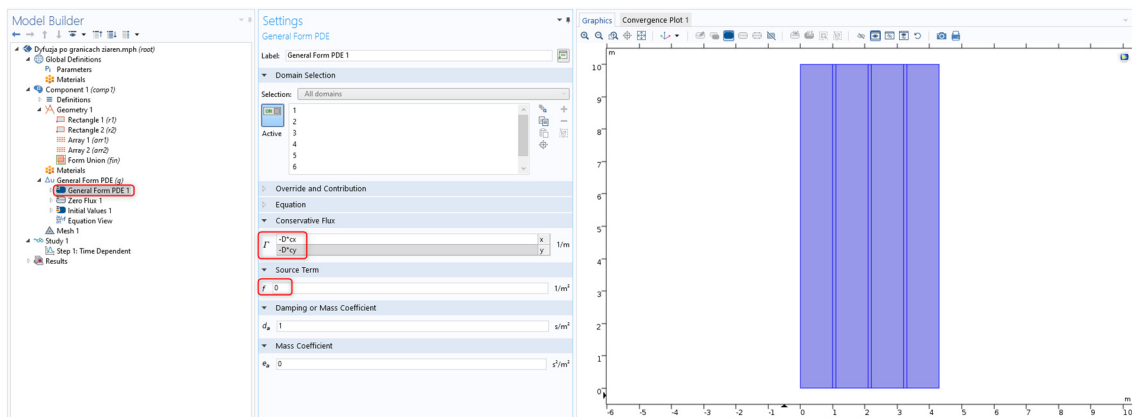 Model Builder
Dyfuzja po granicach ziaren.mph (root)
Global Definitions
Pi Parameters
Materials
Component 1 (comp1)
Definitions
Geometry 1
Rectangle 1 (r1)
Rectangle 2 (r2)
Array 1 (arr1)
Array 2 (arr2)
Form Union (fin)
Materials
Δu General Form PDE (g)
General Form PDE 1
Zero Flux 1
Initial Values 1
Equation View
Mesh 1
Study 1
Step 1: Time Dependent
Results
Settings
General Form PDE
Label: General Form PDE 1
Domain Selection
Selection: All domains
1
2
Active 3
4
5
6
Override and Contribution
Equation
Conservative Flux
Γ -D*cx x 1/m
-D*cy y
Source Term
f 0 1/m²
Damping or Mass Coefficient
da 1 s/m²
Mass Coefficient
ea 0 s²/m²
Graphics Convergence Plot 1
m
10
9
8
7
6
5
4
3
2
1
0
m
-6 -5 -4 -3 -2 -1 0 1 2 3 4 5 6 7 8 9 10